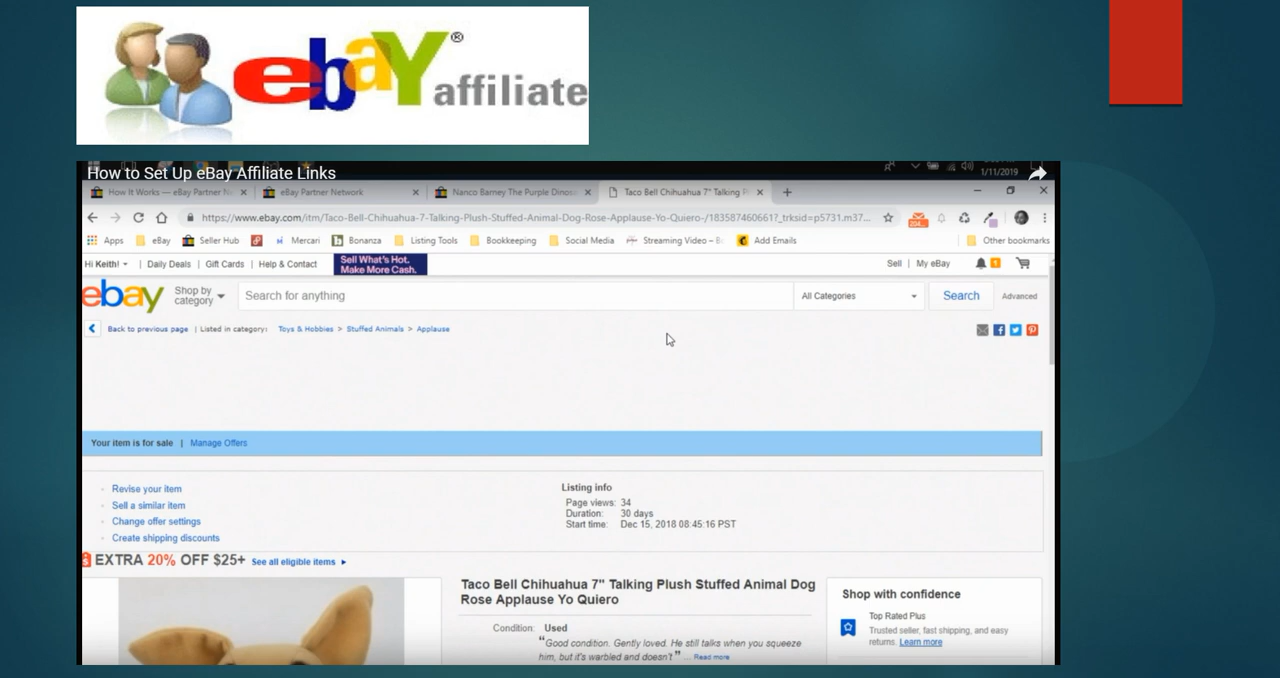 ebay® affiliate
How to Set Up eBay Affiliate Links
1/11/2019
How It Works — eBay Partner N
eBay Partner Network
Nanco Barney The Purple Dinos
Taco Bell Chihuahua 7" Talking P
https://www.ebay.com/itm/Taco-Bell-Chihuahua-7-Talking-Plush-Stuffed-Animal-Dog-Rose-Applause-Yo-Quiero-/183587460661?_trksid=p5731.m37...
Apps eBay Seller Hub Mercari Bonanza Listing Tools Bookkeeping Social Media Streaming Video – Add Emails Other bookmarks
Hi Keith! | Daily Deals | Gift Cards | Help & Contact
Sell What's Hot.
Make More Cash.
Sell | My eBay 1
ebay
Shop by
category
Search for anything
All Categories
Search
Advanced
Back to previous page | Listed in category: Toys & Hobbies > Stuffed Animals > Applause
Your item is for sale | Manage Offers
Revise your item
Sell a similar item
Change offer settings
Create shipping discounts
Listing info
Page views: 34
Duration: 30 days
Start time: Dec 15, 2018 08:45:16 PST
EXTRA 20% OFF $25+ See all eligible items
Taco Bell Chihuahua 7" Talking Plush Stuffed Animal Dog
Rose Applause Yo Quiero
Condition: Used
“Good condition. Gently loved. He still talks when you squeeze
him, but it's warbled and doesn't” ... Read more
Shop with confidence
Top Rated Plus
Trusted seller, fast shipping, and easy
returns. Learn more